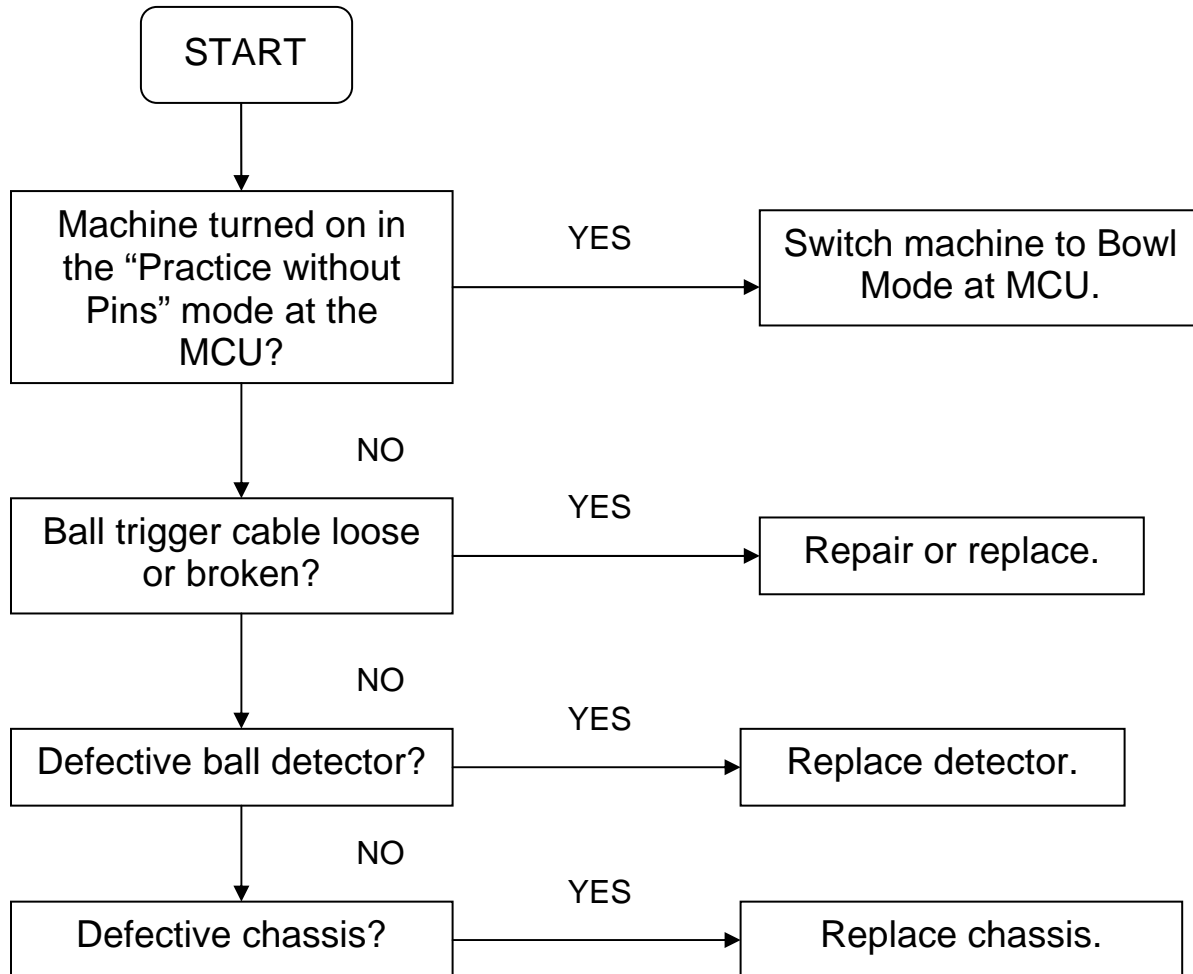 START
Machine turned on in
the “Practice without
Pins” mode at the
MCU?
YES
Switch machine to Bowl
Mode at MCU.
NO
Ball trigger cable loose
or broken?
YES
Repair or replace.
NO
Defective ball detector?
YES
Replace detector.
NO
Defective chassis?
YES
Replace chassis.